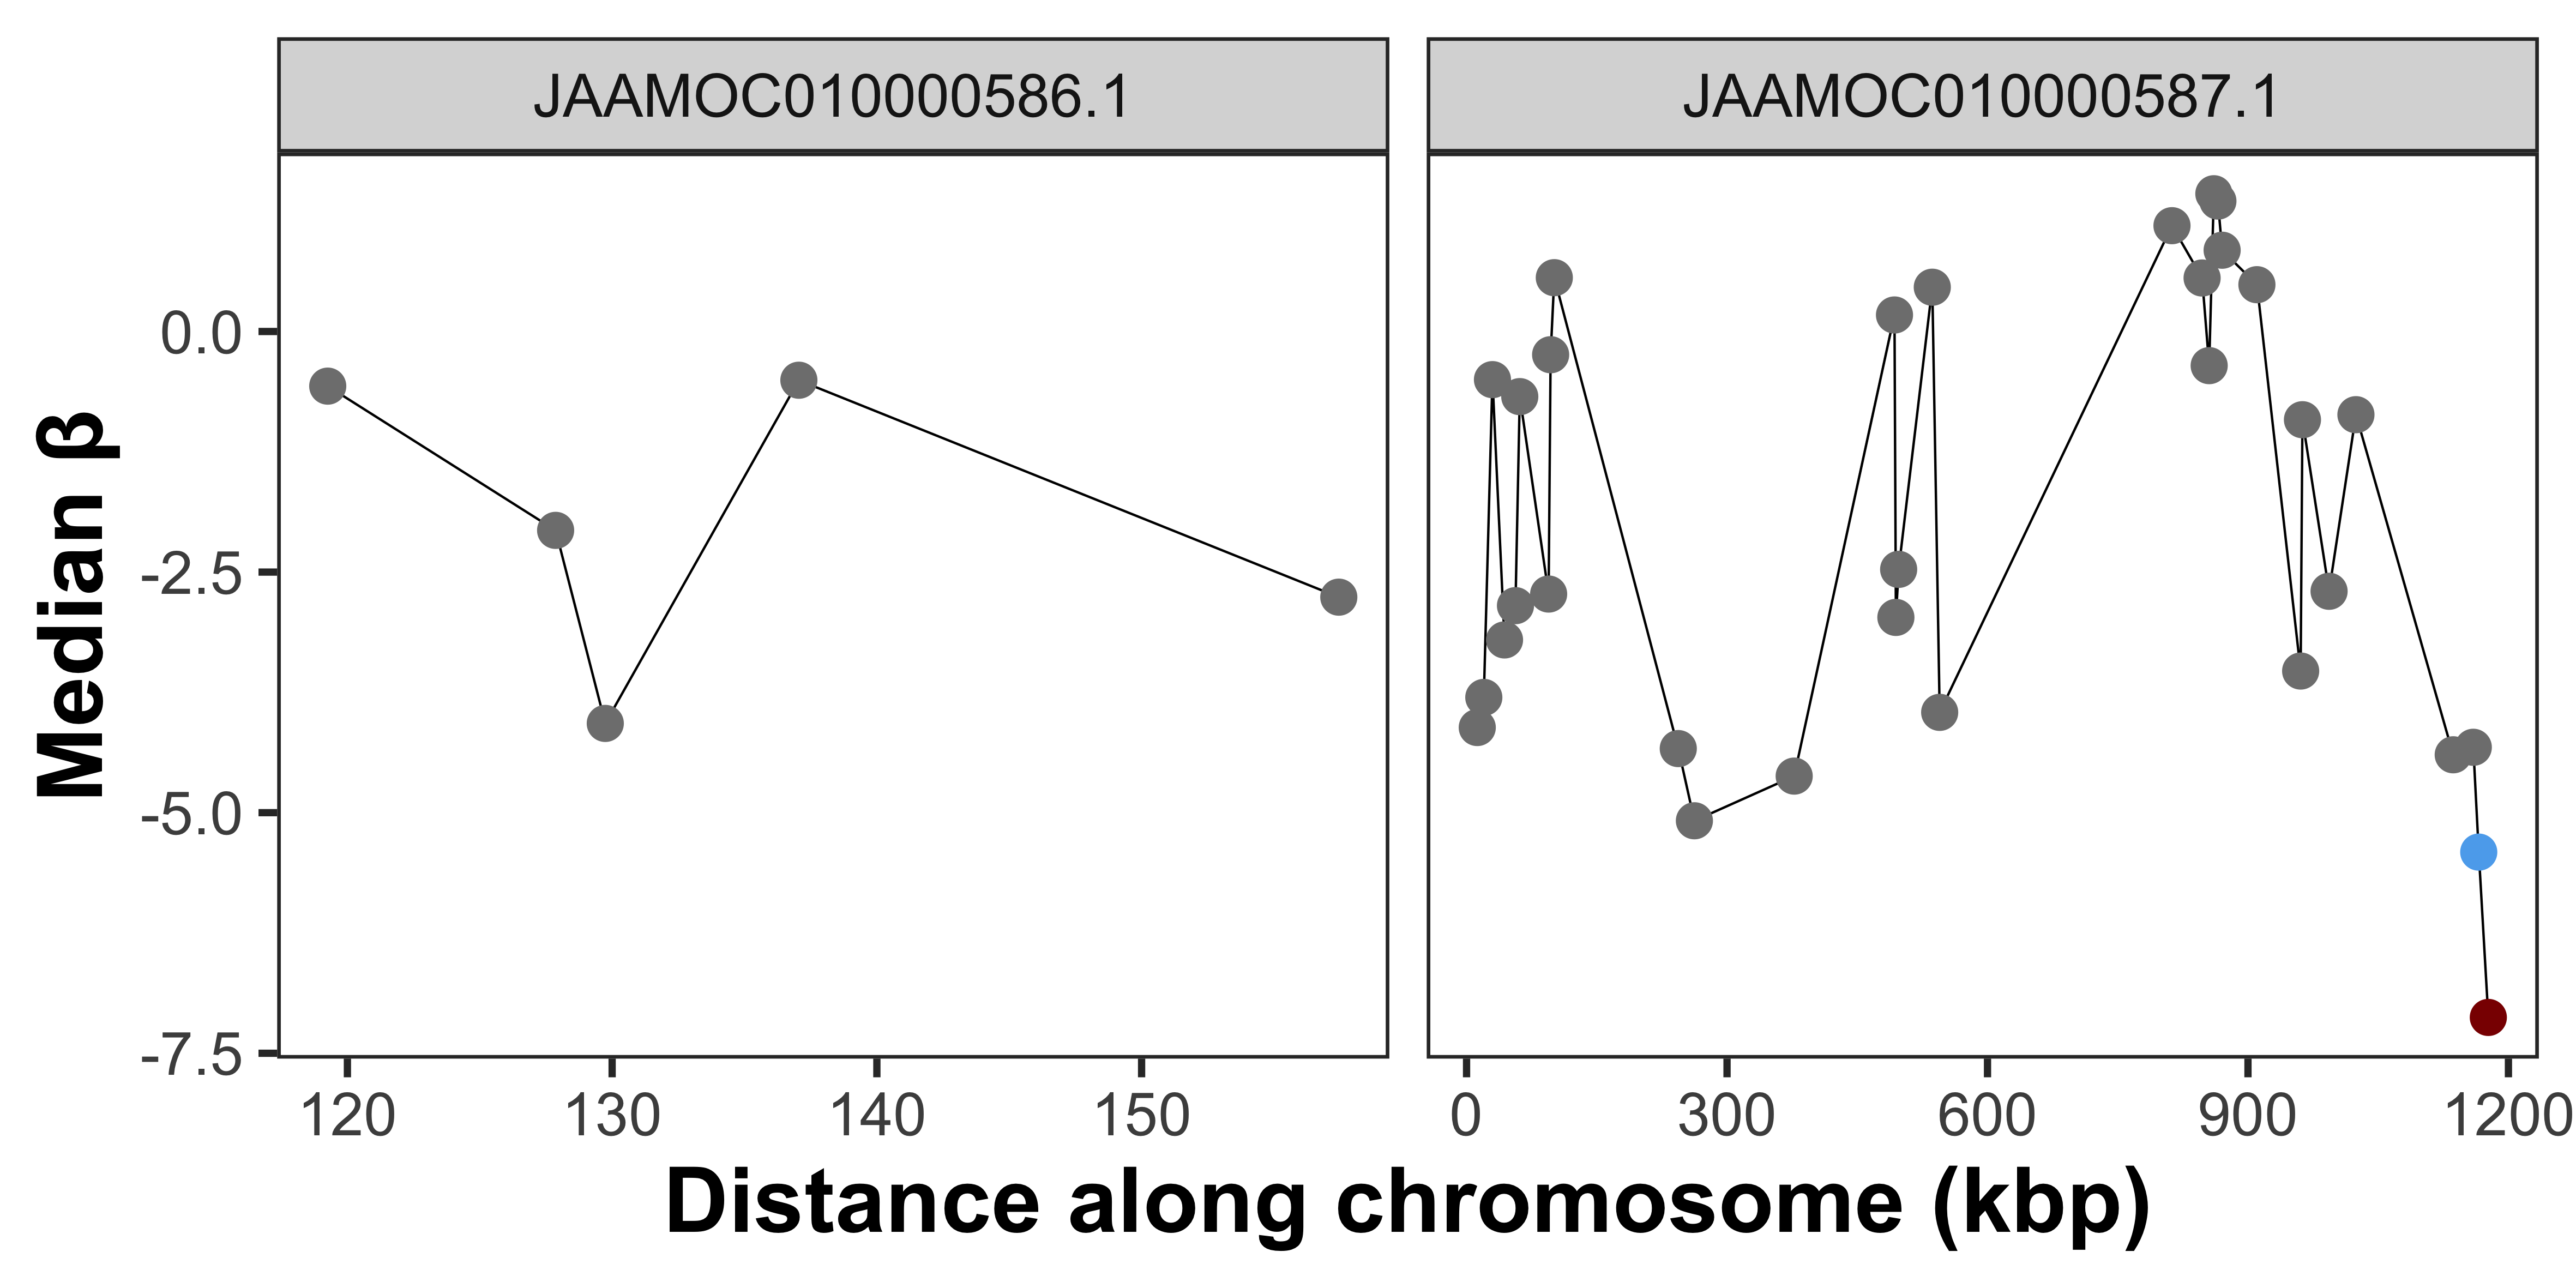 JAAMOC010000586.1 JAAMOC010000587.1
Median β
0.0
-2.5
-5.0
-7.5
120 130 140 150 0 300 600 900 1200
Distance along chromosome (kbp)